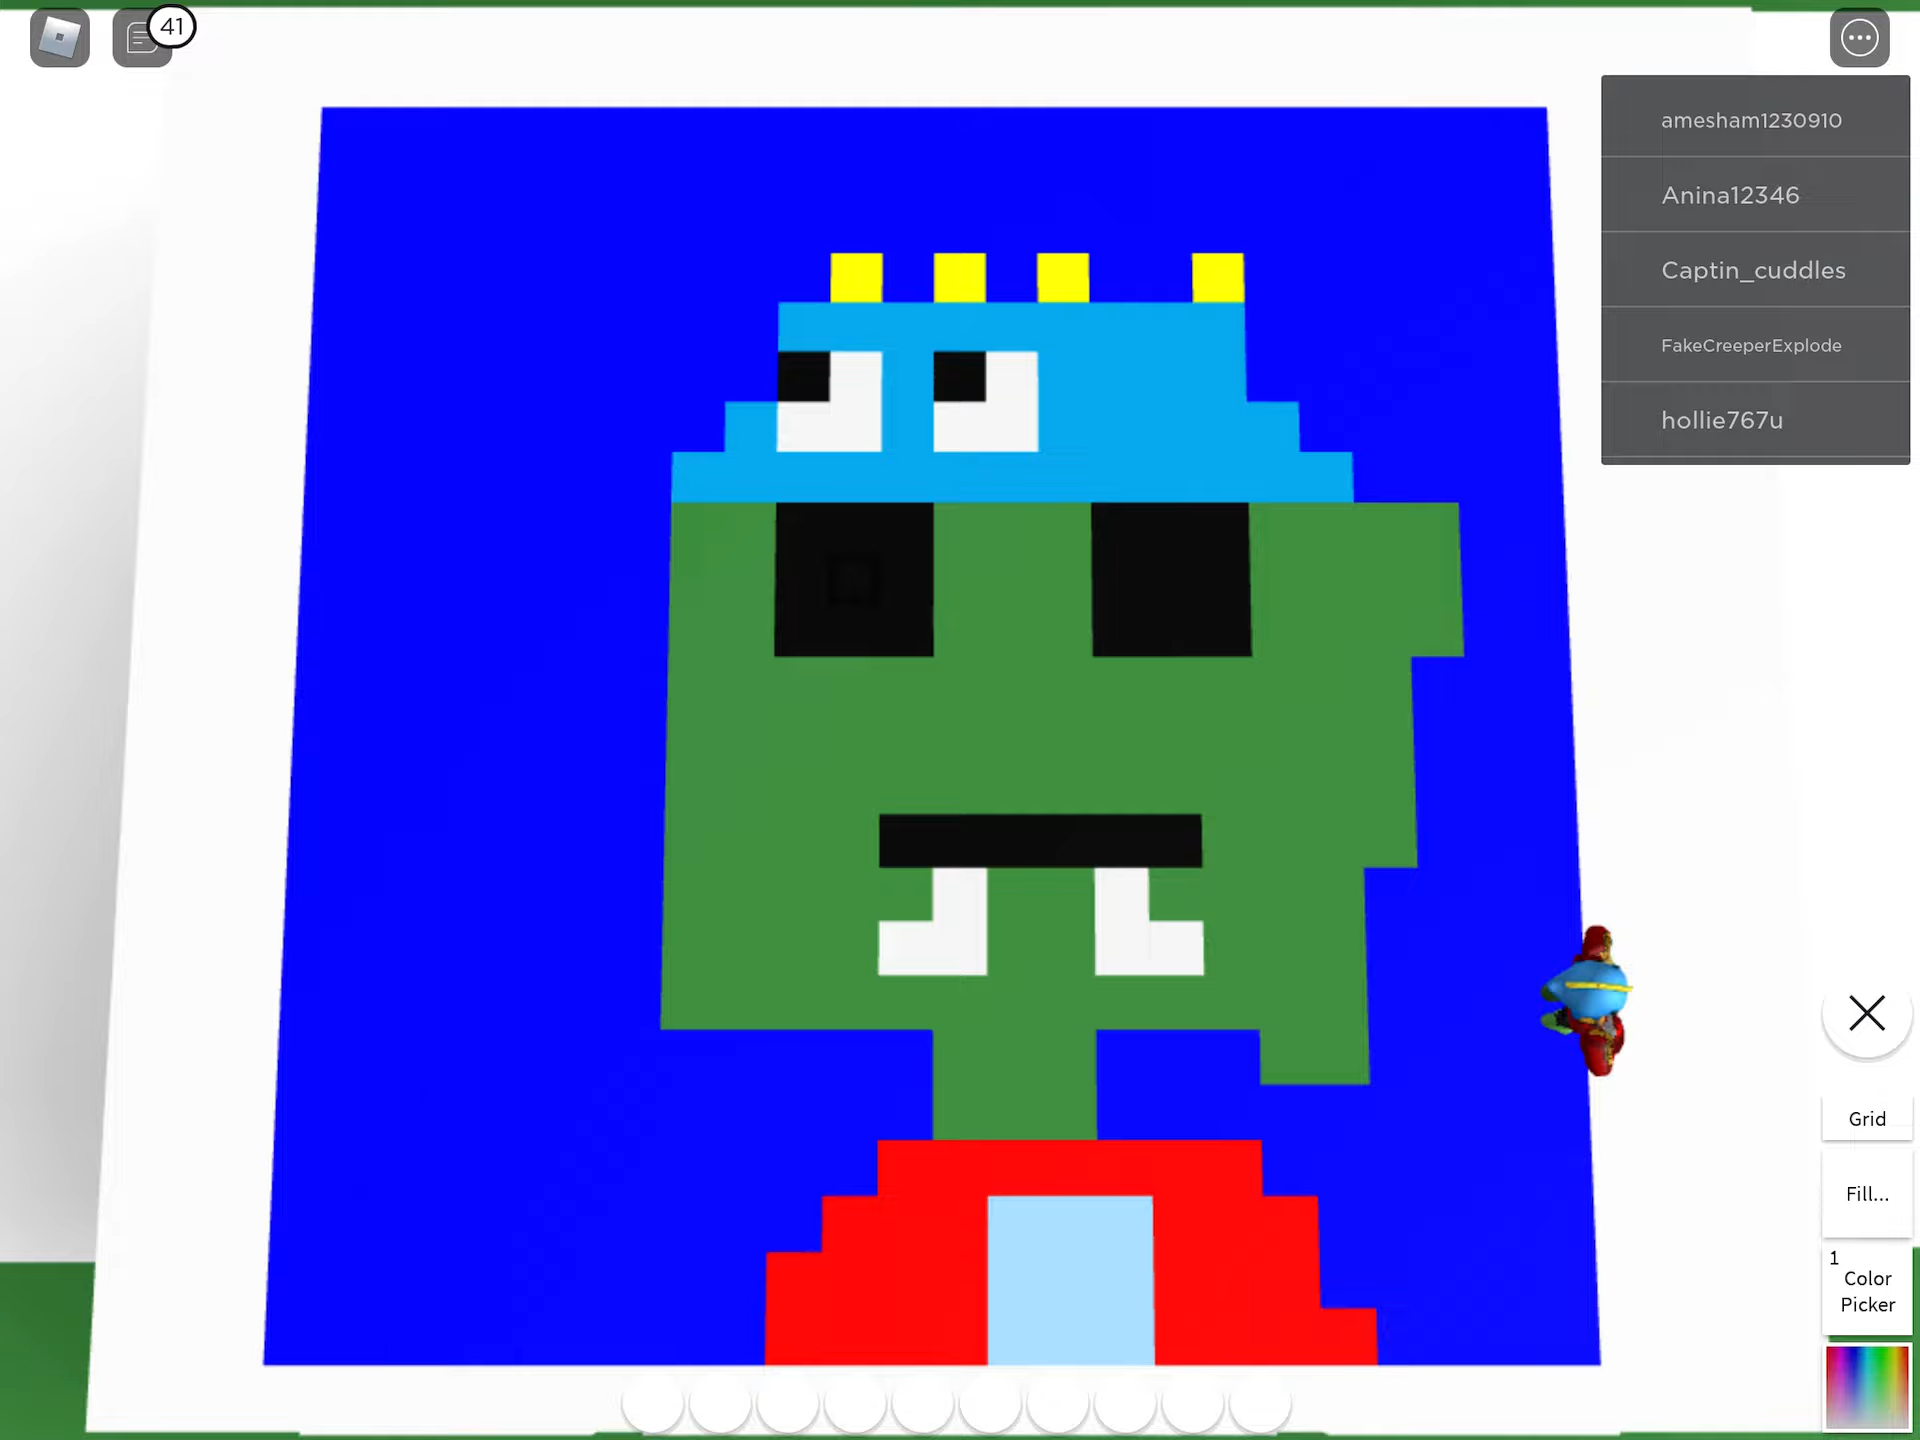 41
amesham1230910
Anina12346
Captin_cuddles
FakeCreeperExplode
hollie767u
Grid
Fill...
1
Color
Picker